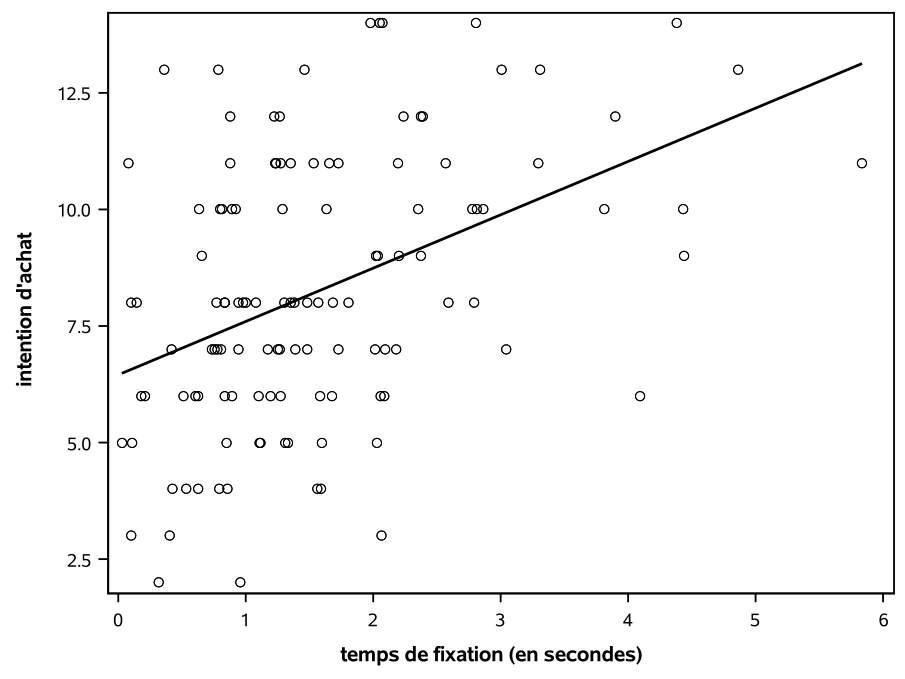 12.5
10.0
7.5
5.0
2.5
intention d'achat
0 1 2 3 4 5 6
temps de fixation (en secondes)